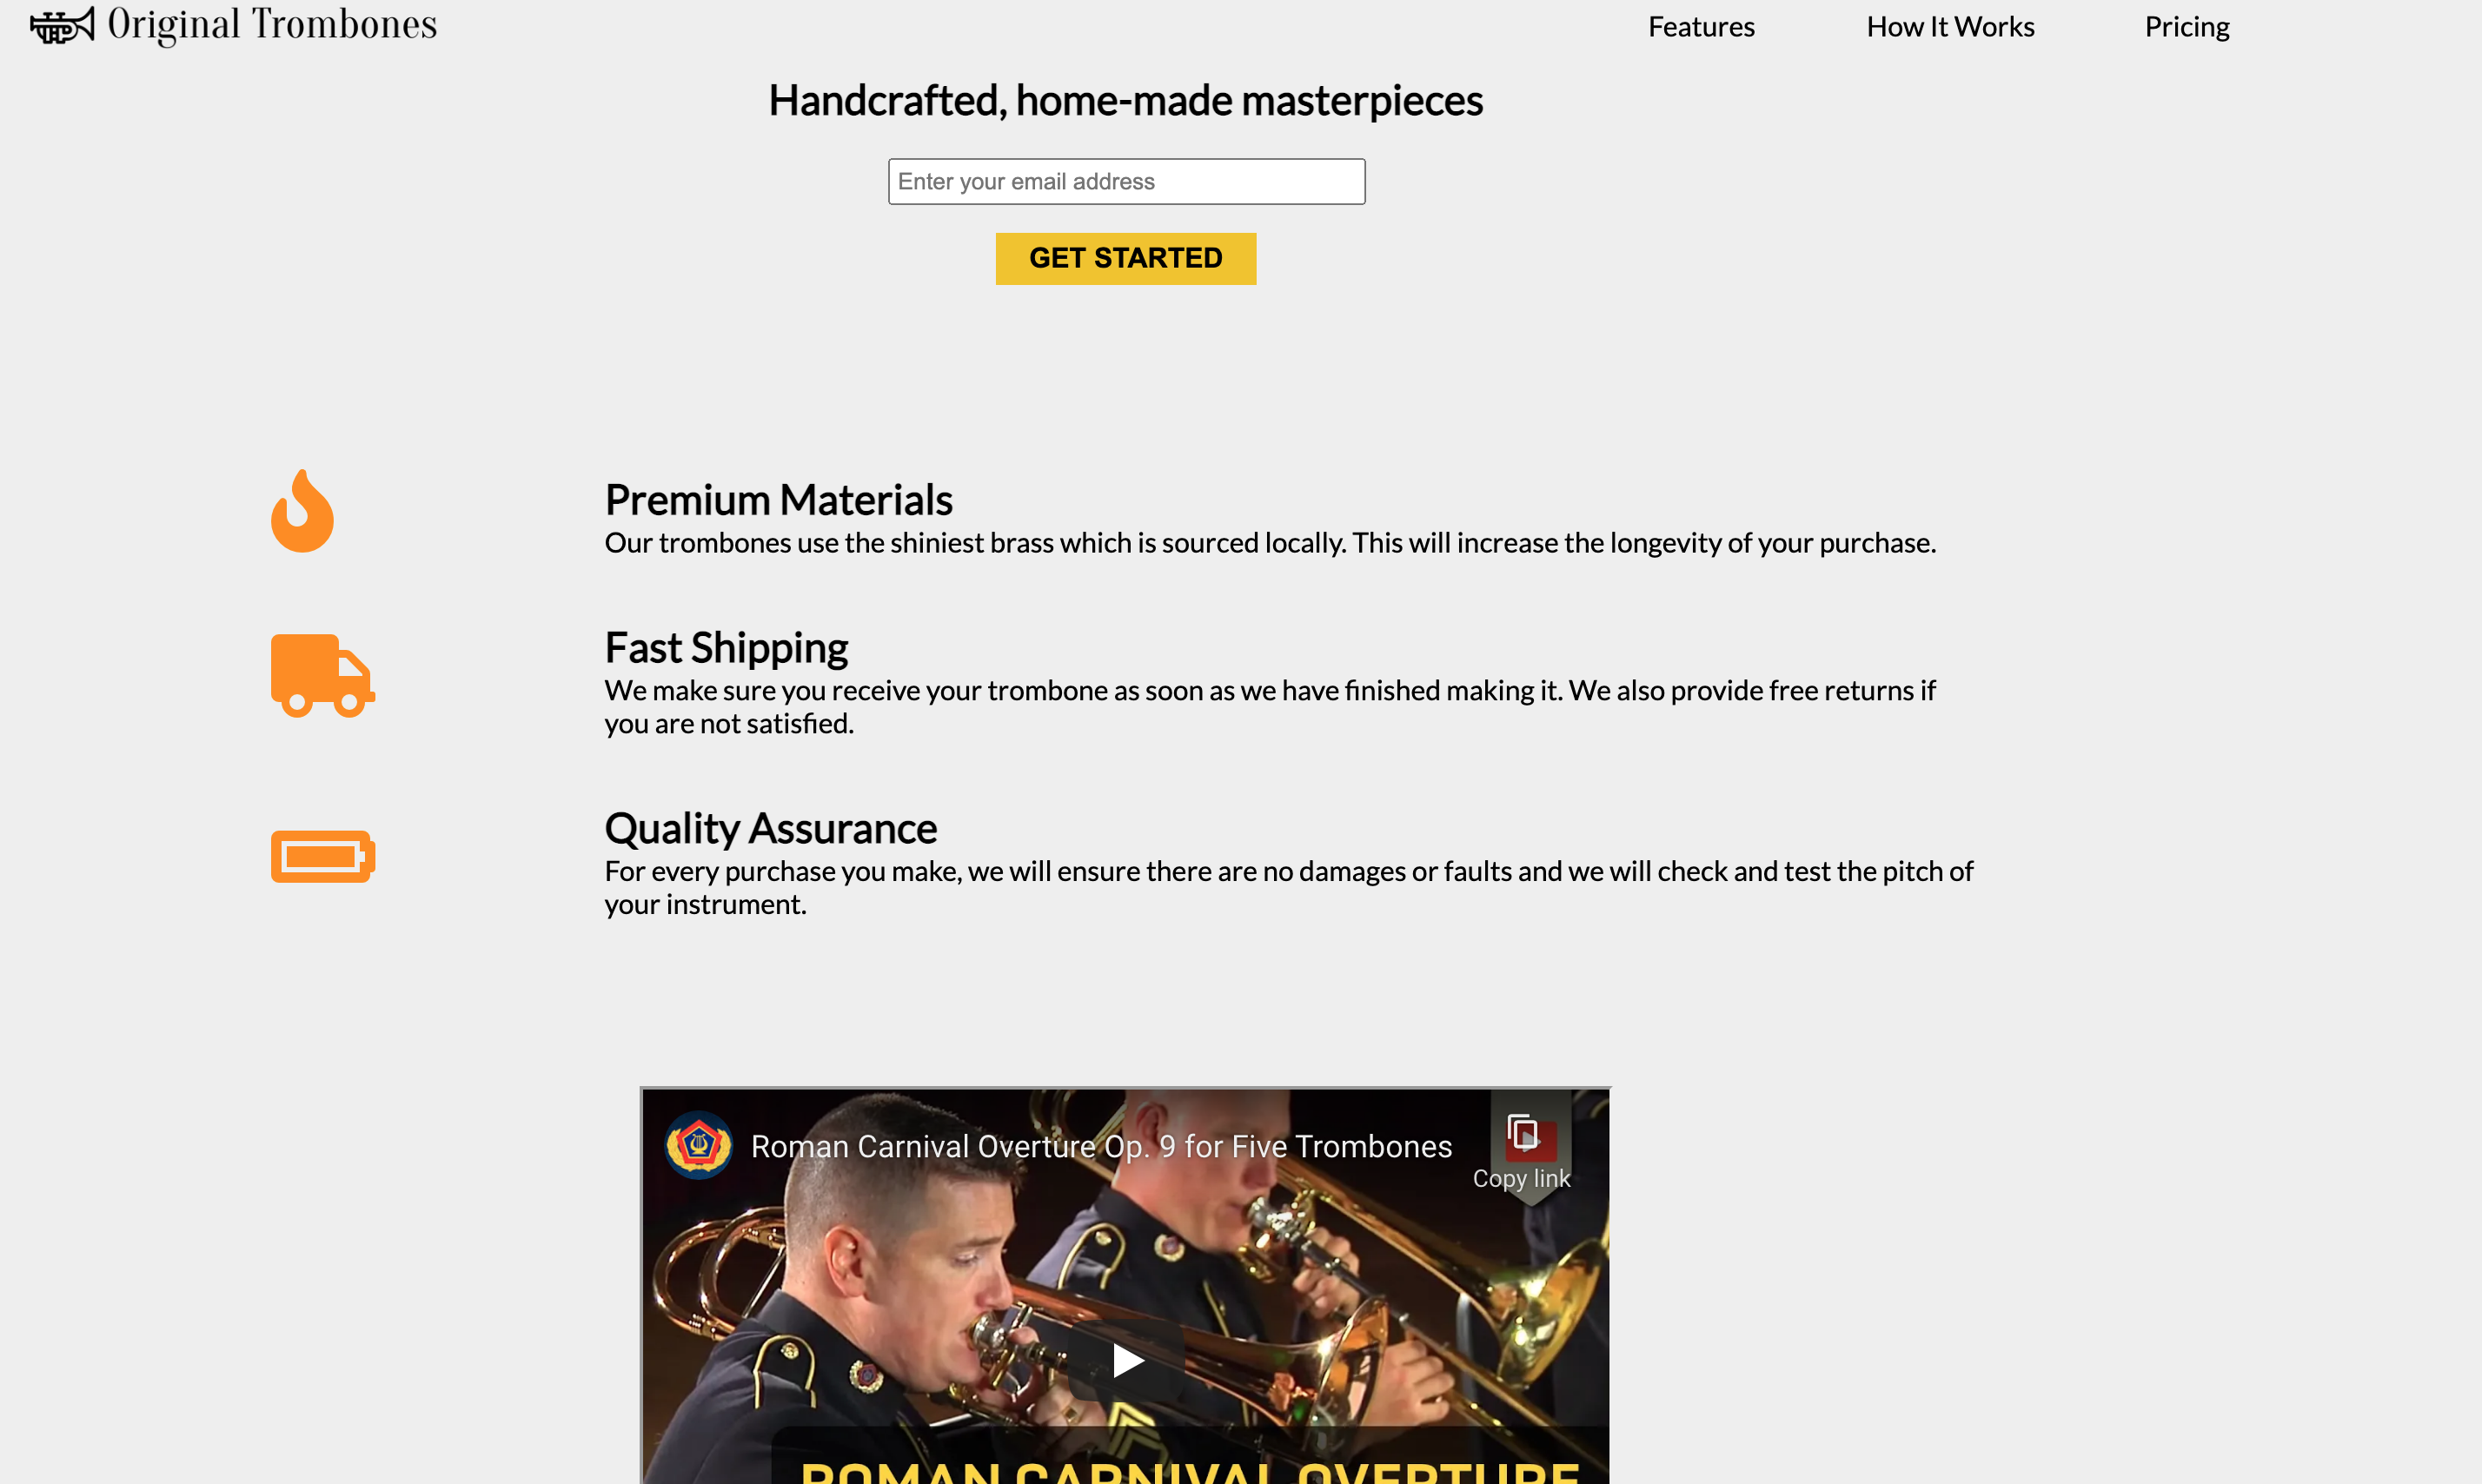 Original Trombones
Features
How It Works
Pricing
Handcrafted, home-made masterpieces
Enter your email address
GET STARTED
Premium Materials
Our trombones use the shiniest brass which is sourced locally. This will increase the longevity of your purchase.
Fast Shipping
We make sure you receive your trombone as soon as we have finished making it. We also provide free returns if
you are not satisfied.
Quality Assurance
For every purchase you make, we will ensure there are no damages or faults and we will check and test the pitch of
your instrument.
Roman Carnival Overture Op. 9 for Five Trombones
Copy link
ROMAN CARNIVAL OVERTURE